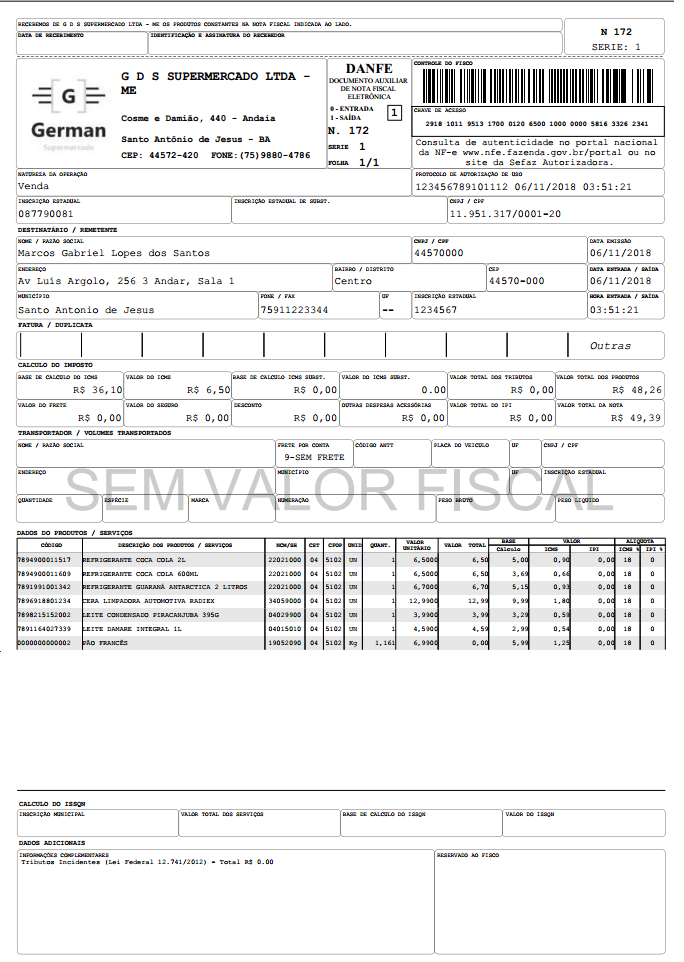 RECEBEMOS DE G D S SUPERMERCADO LTDA - ME OS PRODUTOS CONSTANTES NA NOTA FISCAL INDICADA AO LADO.
DATA DE RECEBIMENTO IDENTIFICAÇÃO E ASSINATURA DO RECEBEDOR
N 172
SERIE: 1
German
Supermercado
G D S SUPERMERCADO LTDA -
ME
Cosme e Damião, 440 - Andaia
Santo Antônio de Jesus - BA
CEP: 44572-420 FONE:(75)9880-4786
DANFE
DOCUMENTO AUXILIAR
DE NOTA FISCAL
ELETRÔNICA
0 - ENTRADA
1 - SAÍDA
1
N. 172
SERIE 1
FOLHA 1/1
CONTROLE DO FISCO
CHAVE DE ACESSO
2918 1011 9513 1700 0120 6500 1000 0000 5816 3326 2341
Consulta de autenticidade no portal nacional
da NF-e www.nfe.fazenda.gov.br/portal ou no
site da Sefaz Autorizadora.
NATUREZA DA OPERAÇÃO PROTOCOLO DE AUTORIZAÇÃO DE USO
Venda 123456789101112 06/11/2018 03:51:21
INSCRIÇÃO ESTADUAL INSCRIÇÃO ESTADUAL DE SUBST. CNPJ / CPF
087790081 11.951.317/0001-20
DESTINATÁRIO / REMETENTE
NOME / RAZÃO SOCIAL CNPJ / CPF DATA EMISSÃO
Marcos Gabriel Lopes dos Santos 44570000 06/11/2018
ENDEREÇO BAIRRO / DISTRITO CEP DATA ENTRADA / SAÍDA
Av Luis Argolo, 256 3 Andar, Sala 1 Centro 44570-000 06/11/2018
MUNICÍPIO FONE / FAX UF INSCRIÇÃO ESTADUAL HORA ENTRADA / SAÍDA
Santo Antonio de Jesus 75911223344 -- 1234567 03:51:21
FATURA / DUPLICATA
Outras
CALCULO DO IMPOSTO
BASE DE CALCULO DO ICMS VALOR DO ICMS BASE DE CALCULO ICMS SUBST. VALOR DO ICMS SUBST. VALOR TOTAL DOS TRIBUTOS VALOR TOTAL DOS PRODUTOS
R$ 36,10 R$ 6,50 R$ 0,00 0.00 R$ 0,00 R$ 48,26
VALOR DO FRETE VALOR DO SEGURO DESCONTO OUTRAS DESPESAS ACESSÓRIAS VALOR TOTAL DO IPI VALOR TOTAL DA NOTA
R$ 0,00 R$ 0,00 R$ 0,00 R$ 0,00 R$ 0,00 R$ 49,39
TRANSPORTADOR / VOLUMES TRANSPORTADOS
NOME / RAZÃO SOCIAL FRETE POR CONTA CÓDIGO ANTT PLACA DO VEICULO UF CNPJ / CPF
9-SEM FRETE
ENDEREÇO MUNICÍPIO UF INSCRIÇÃO ESTADUAL
SEM VALOR FISCAL
QUANTIDADE ESPÉCIE MARCA NUMERAÇÃO PESO BRUTO PESO LIQUIDO
DADOS DO PRODUTOS / SERVIÇOS
CÓDIGO DESCRIÇÃO DOS PRODUTOS / SERVIÇOS NCM/SH CST CFOP UNID QUANT. VALOR UNITÁRIO VALOR TOTAL BASE Cálculo VALOR ICMS IPI ALIQUOTA ICMS % IPI %
7894900011517 REFRIGERANTE COCA COLA 2L 22021000 04 5102 UN 1 6,5000 6,50 5,00 0,90 0,00 18 0
7894900011609 REFRIGERANTE COCA COLA 600ML 22021000 04 5102 UN 1 6,5000 6,50 3,69 0,66 0,00 18 0
7891991001342 REFRIGERANTE GUARANÁ ANTARCTICA 2 LITROS 22021000 04 5102 UN 1 6,7000 6,70 5,15 0,93 0,00 18 0
7896918801234 CERA LIMPADORA AUTOMOTIVA RADIEX 34059000 04 5102 UN 1 12,9900 12,99 9,99 1,80 0,00 18 0
7898215152002 LEITE CONDENSADO PIRACANJUBA 395G 04029900 04 5102 UN 1 3,9900 3,99 3,29 0,59 0,00 18 0
7891164027339 LEITE DAMARE INTEGRAL 1L 04015010 04 5102 UN 1 4,5900 4,59 2,99 0,54 0,00 18 0
0000000000002 PÃO FRANCÊS 19052090 04 5102 Kg 1,161 6,9900 0,00 5,99 1,25 0,00 18 0
CALCULO DO ISSQN
INSCRIÇÃO MUNICIPAL VALOR TOTAL DOS SERVIÇOS BASE DE CALCULO DO ISSQN VALOR DO ISSQN
DADOS ADICIONAIS
INFORMAÇÕES COMPLEMENTARES RESERVADO AO FISCO
Tributos Incidentes (Lei Federal 12.741/2012) - Total R$ 0.00